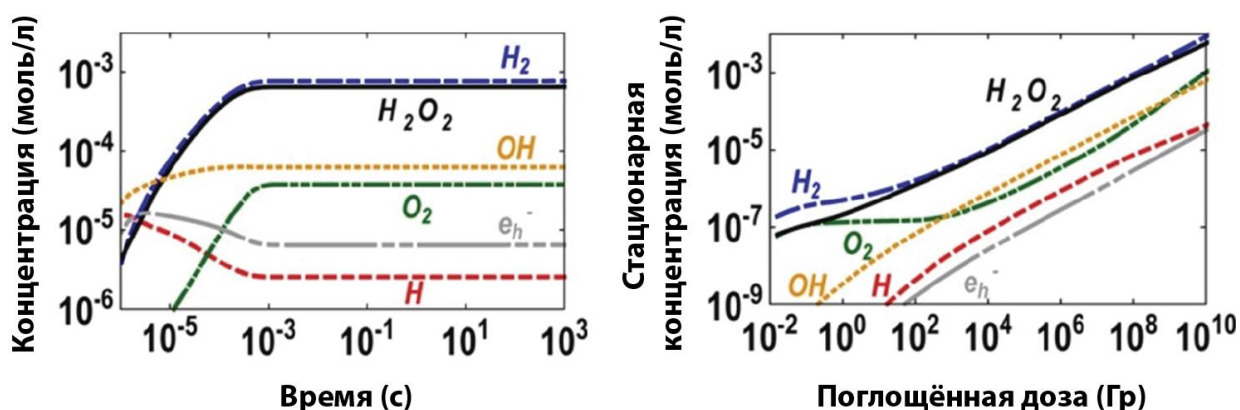 Концентрация (моль/л)
10⁻³
10⁻⁴
10⁻⁵
10⁻⁶
H₂
H₂O₂
OH
O₂
eₕ⁻
H
10⁻⁵ 10⁻³ 10⁻¹ 10¹ 10³
Время (с)
Стационарная
концентрация (моль/л)
10⁻³
10⁻⁵
10⁻⁷
10⁻⁹
H₂O₂
H₂
O₂
OH
H
eₕ⁻
10⁻² 10⁰ 10² 10⁴ 10⁶ 10⁸ 10¹⁰
Поглощённая доза (Гр)